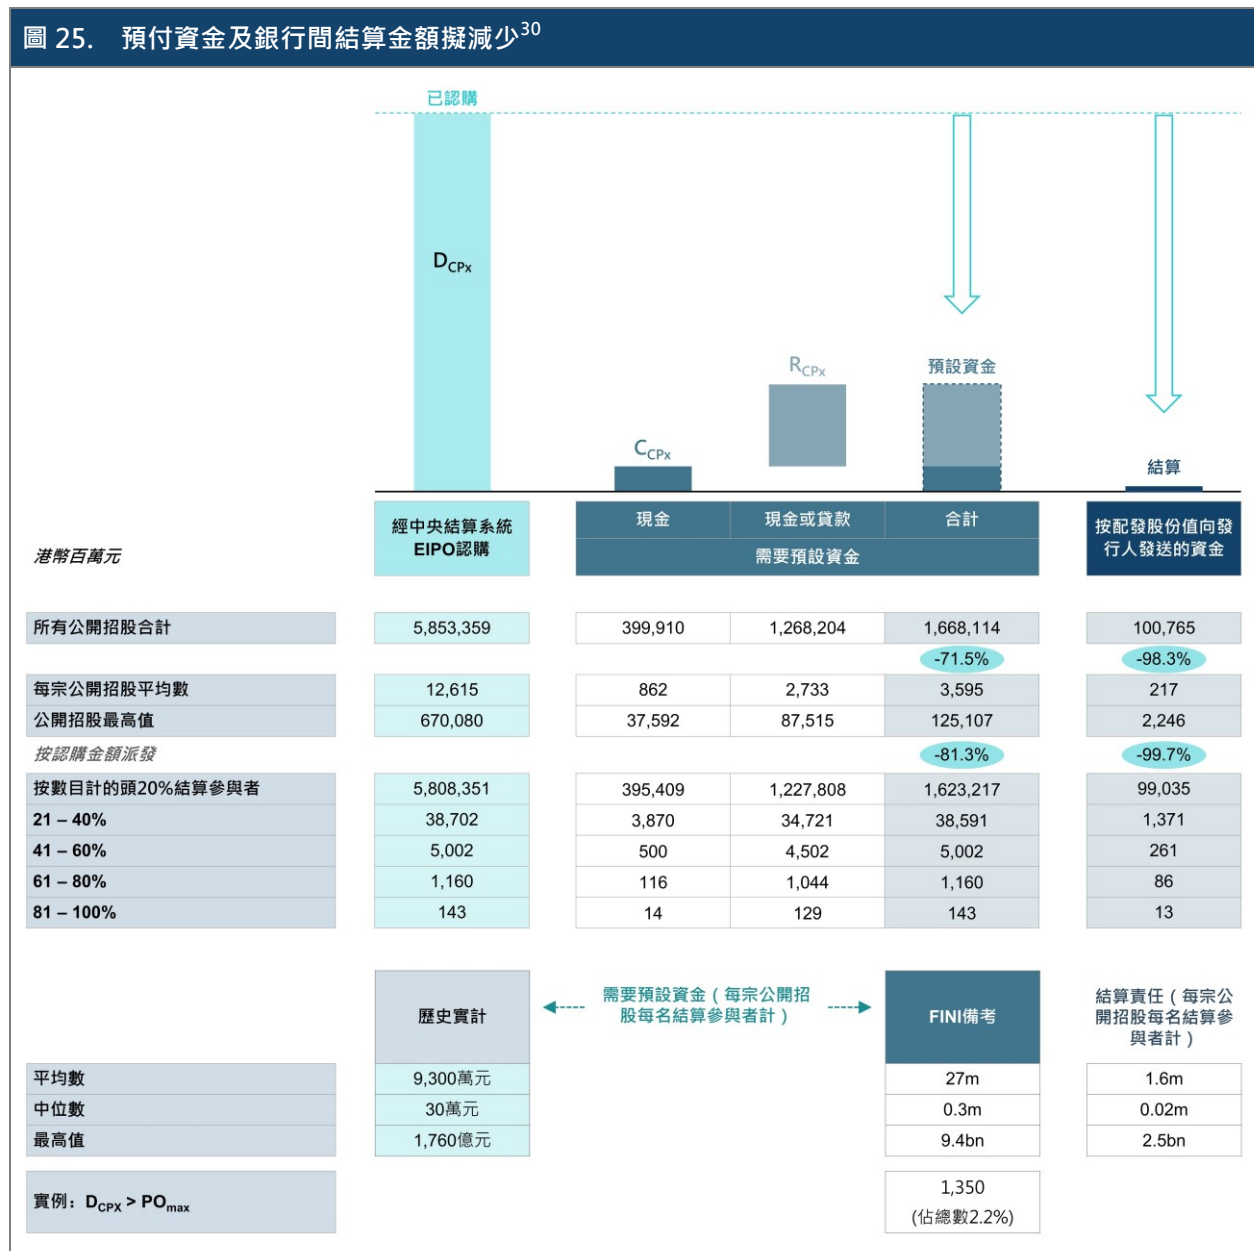 圖 25. 預付資金及銀行間結算金額擬減少30
已認購
DCPx
RCPx
預設資金
CCPx
結算
港幣百萬元
經中央結算系統
EIPO認購
現金 現金或貸款 合計
需要預設資金
按配發股份值向發
行人發送的資金
所有公開招股合計 5,853,359 399,910 1,268,204 1,668,114 100,765
-71.5% -98.3%
每宗公開招股平均數 12,615 862 2,733 3,595 217
公開招股最高值 670,080 37,592 87,515 125,107 2,246
按認購金額派發 -81.3% -99.7%
按數目計的頭20%結算參與者 5,808,351 395,409 1,227,808 1,623,217 99,035
21 – 40% 38,702 3,870 34,721 38,591 1,371
41 – 60% 5,002 500 4,502 5,002 261
61 – 80% 1,160 116 1,044 1,160 86
81 – 100% 143 14 129 143 13
歷史實計
需要預設資金（每宗公開招
股每名結算參與者計）
FINI備考
結算責任（每宗公
開招股每名結算參
與者計）
平均數 9,300萬元 27m 1.6m
中位數 30萬元 0.3m 0.02m
最高值 1,760億元 9.4bn 2.5bn
實例：DCPX > POmax
1,350
(佔總數2.2%)